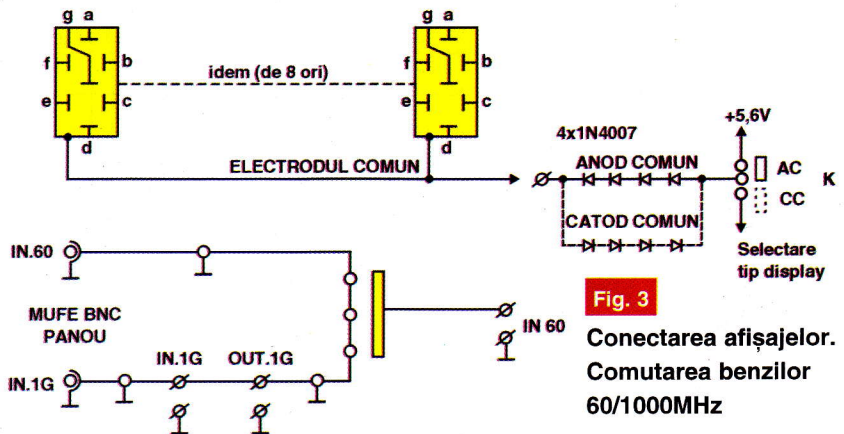 g a
g a
f b
f b
idem (de 8 ori)
e c
e c
d
d
ELECTRODUL COMUN
4x1N4007
+5,6V
ANOD COMUN
AC
K
CC
CATOD COMUN
Selectare
tip display
IN.60
MUFE BNC
PANOU
IN.1G
OUT.1G
IN.1G
IN 60
Fig. 3
Conectarea afișajelor.
Comutarea benzilor
60/1000MHz